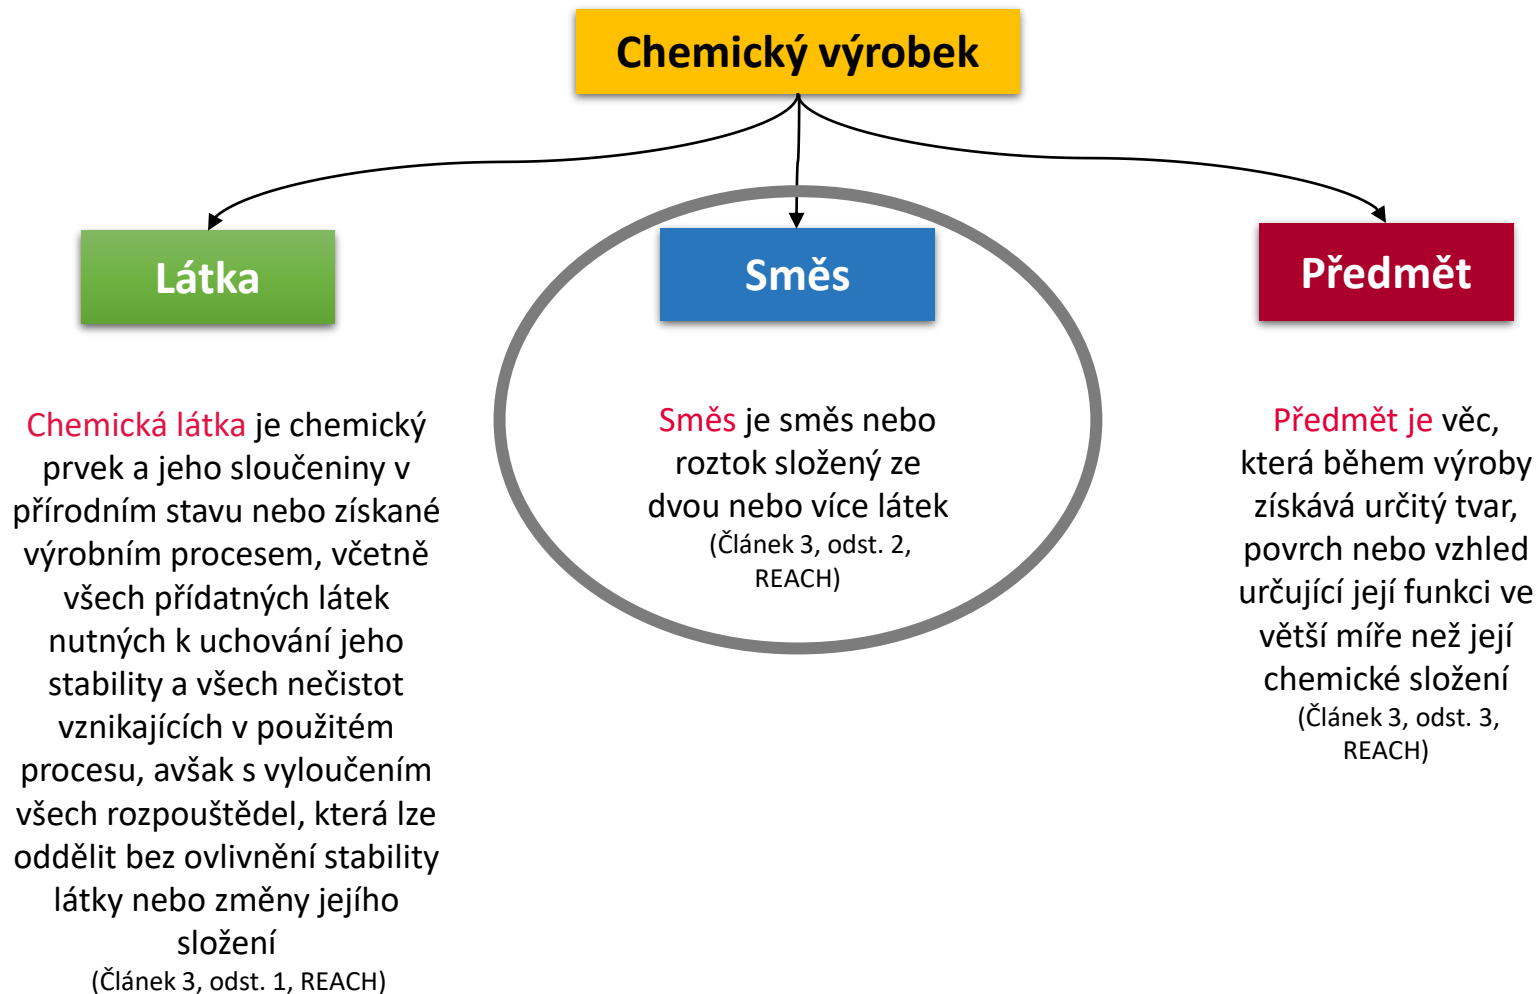 Chemický výrobek
Látka
Směs
Předmět
Chemická látka je chemický
prvek a jeho sloučeniny v
přírodním stavu nebo získané
výrobním procesem, včetně
všech přídatných látek
nutných k uchování jeho
stability a všech nečistot
vznikajících v použitém
procesu, avšak s vyloučením
všech rozpouštědel, která lze
oddělit bez ovlivnění stability
látky nebo změny jejího
složení
(Článek 3, odst. 1, REACH)
Směs je směs nebo
roztok složený ze
dvou nebo více látek
(Článek 3, odst. 2,
REACH)
Předmět je věc,
která během výroby
získává určitý tvar,
povrch nebo vzhled
určující její funkci ve
větší míře než její
chemické složení
(Článek 3, odst. 3,
REACH)